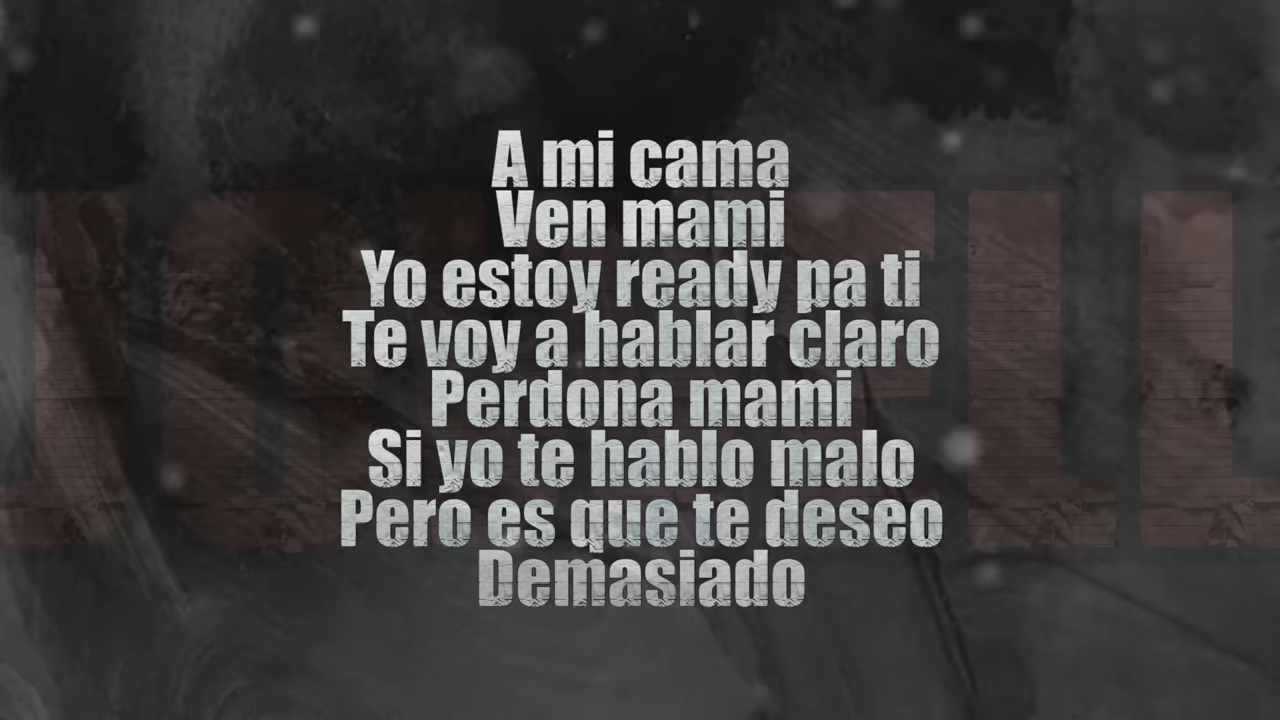 A mi cama
Ven mami
Yo estoy ready pa ti
Te voy a hablar claro
Perdona mami
Si yo te hablo malo
Pero es que te deseo
Demasiado